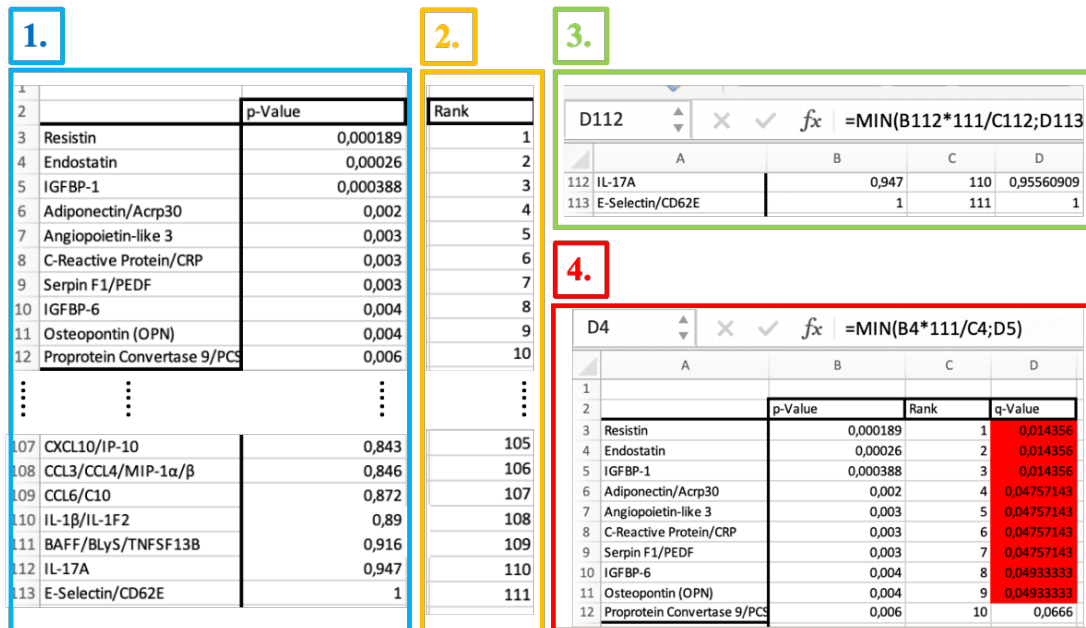 1.
1
2 p-Value
3 Resistin 0,000189
4 Endostatin 0,00026
5 IGFBP-1 0,000388
6 Adiponectin/Acrp30 0,002
7 Angiopoietin-like 3 0,003
8 C-Reactive Protein/CRP 0,003
9 Serpin F1/PEDF 0,003
10 IGFBP-6 0,004
11 Osteopontin (OPN) 0,004
12 Proprotein Convertase 9/PCS 0,006
107 CXCL10/IP-10 0,843
108 CCL3/CCL4/MIP-1α/β 0,846
109 CCL6/C10 0,872
110 IL-1β/IL-1F2 0,89
111 BAFF/BLyS/TNFSF13B 0,916
112 IL-17A 0,947
113 E-Selectin/CD62E 1
2.
Rank
1
2
3
4
5
6
7
8
9
10
105
106
107
108
109
110
111
3.
D112 fx =MIN(B112*111/C112;D113
A B C D
112 IL-17A 0,947 110 0,95560909
113 E-Selectin/CD62E 1 111 1
4.
D4 fx =MIN(B4*111/C4;D5)
A B C D
1
2 p-Value Rank q-Value
3 Resistin 0,000189 1 0,014356
4 Endostatin 0,00026 2 0,014356
5 IGFBP-1 0,000388 3 0,014356
6 Adiponectin/Acrp30 0,002 4 0,04757143
7 Angiopoietin-like 3 0,003 5 0,04757143
8 C-Reactive Protein/CRP 0,003 6 0,04757143
9 Serpin F1/PEDF 0,003 7 0,04757143
10 IGFBP-6 0,004 8 0,04933333
11 Osteopontin (OPN) 0,004 9 0,04933333
12 Proprotein Convertase 9/PCS 0,006 10 0,0666